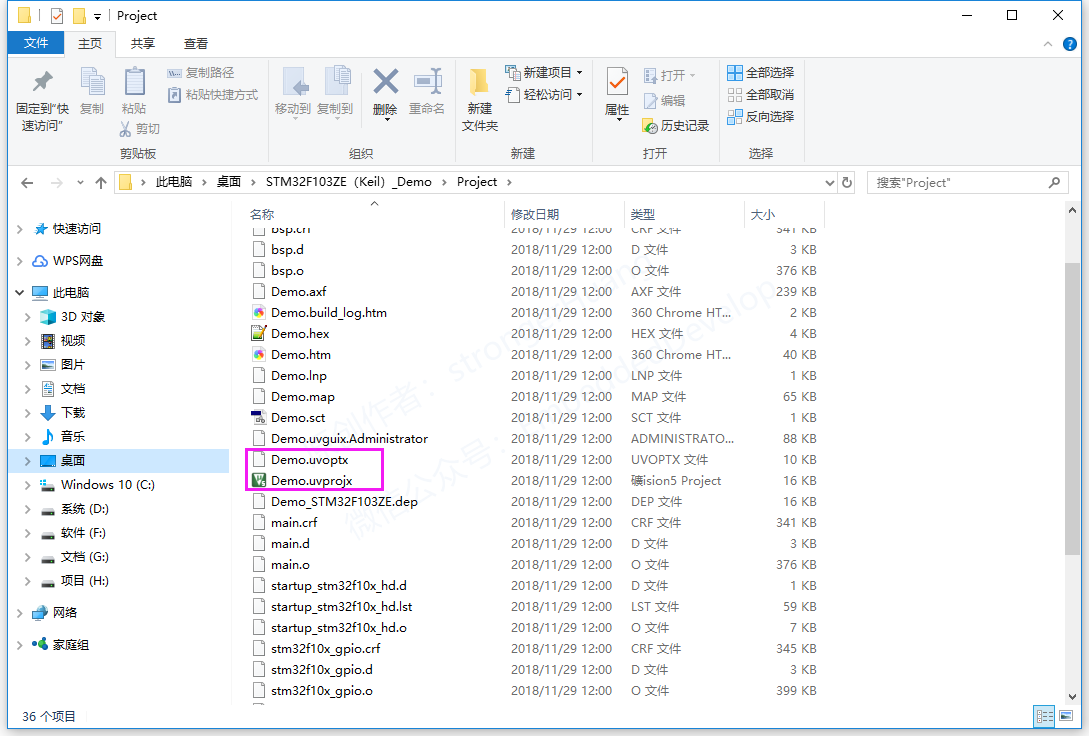 Project
文件 主页 共享 查看
固定到"快速访问" 复制 粘贴 复制路径 粘贴快捷方式 剪切
移动到 复制到 删除 重命名
新建文件夹 新建项目 轻松访问
属性 打开 编辑 历史记录
全部选择 全部取消 反向选择
剪贴板 组织 新建 打开 选择
此电脑 桌面 STM32F103ZE（Keil）_Demo Project
搜索"Project"
快速访问
WPS网盘
此电脑
3D 对象
视频
图片
文档
下载
音乐
桌面
Windows 10 (C:)
系统 (D:)
软件 (F:)
文档 (G:)
项目 (H:)
网络
家庭组
名称 修改日期 类型 大小
bsp.crf 2018/11/29 12:00 CRF 文件 341 KB
bsp.d 2018/11/29 12:00 D 文件 3 KB
bsp.o 2018/11/29 12:00 O 文件 376 KB
Demo.axf 2018/11/29 12:00 AXF 文件 239 KB
Demo.build_log.htm 2018/11/29 12:00 360 Chrome HT... 2 KB
Demo.hex 2018/11/29 12:00 HEX 文件 4 KB
Demo.htm 2018/11/29 12:00 360 Chrome HT... 40 KB
Demo.lnp 2018/11/29 12:00 LNP 文件 1 KB
Demo.map 2018/11/29 12:00 MAP 文件 65 KB
Demo.sct 2018/11/29 12:00 SCT 文件 1 KB
Demo.uvguix.Administrator 2018/11/29 12:00 ADMINISTRATO... 88 KB
Demo.uvoptx 2018/11/29 12:00 UVOPTX 文件 10 KB
Demo.uvprojx 2018/11/29 12:00 礦ision5 Project 16 KB
Demo_STM32F103ZE.dep 2018/11/29 12:00 DEP 文件 16 KB
main.crf 2018/11/29 12:00 CRF 文件 341 KB
main.d 2018/11/29 12:00 D 文件 3 KB
main.o 2018/11/29 12:00 O 文件 376 KB
startup_stm32f10x_hd.d 2018/11/29 12:00 D 文件 1 KB
startup_stm32f10x_hd.lst 2018/11/29 12:00 LST 文件 59 KB
startup_stm32f10x_hd.o 2018/11/29 12:00 O 文件 7 KB
stm32f10x_gpio.crf 2018/11/29 12:00 CRF 文件 345 KB
stm32f10x_gpio.d 2018/11/29 12:00 D 文件 3 KB
stm32f10x_gpio.o 2018/11/29 12:00 O 文件 399 KB
36 个项目